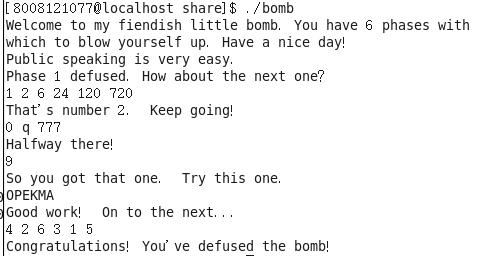 [8008121077@localhost share]$ ./bomb
Welcome to my fiendish little bomb. You have 6 phases with
which to blow yourself up. Have a nice day!
Public speaking is very easy.
Phase 1 defused. How about the next one?
1 2 6 24 120 720
That's number 2. Keep going!
0 q 777
Halfway there!
9
So you got that one. Try this one.
OPEKMA
Good work! On to the next...
4 2 6 3 1 5
Congratulations! You've defused the bomb!